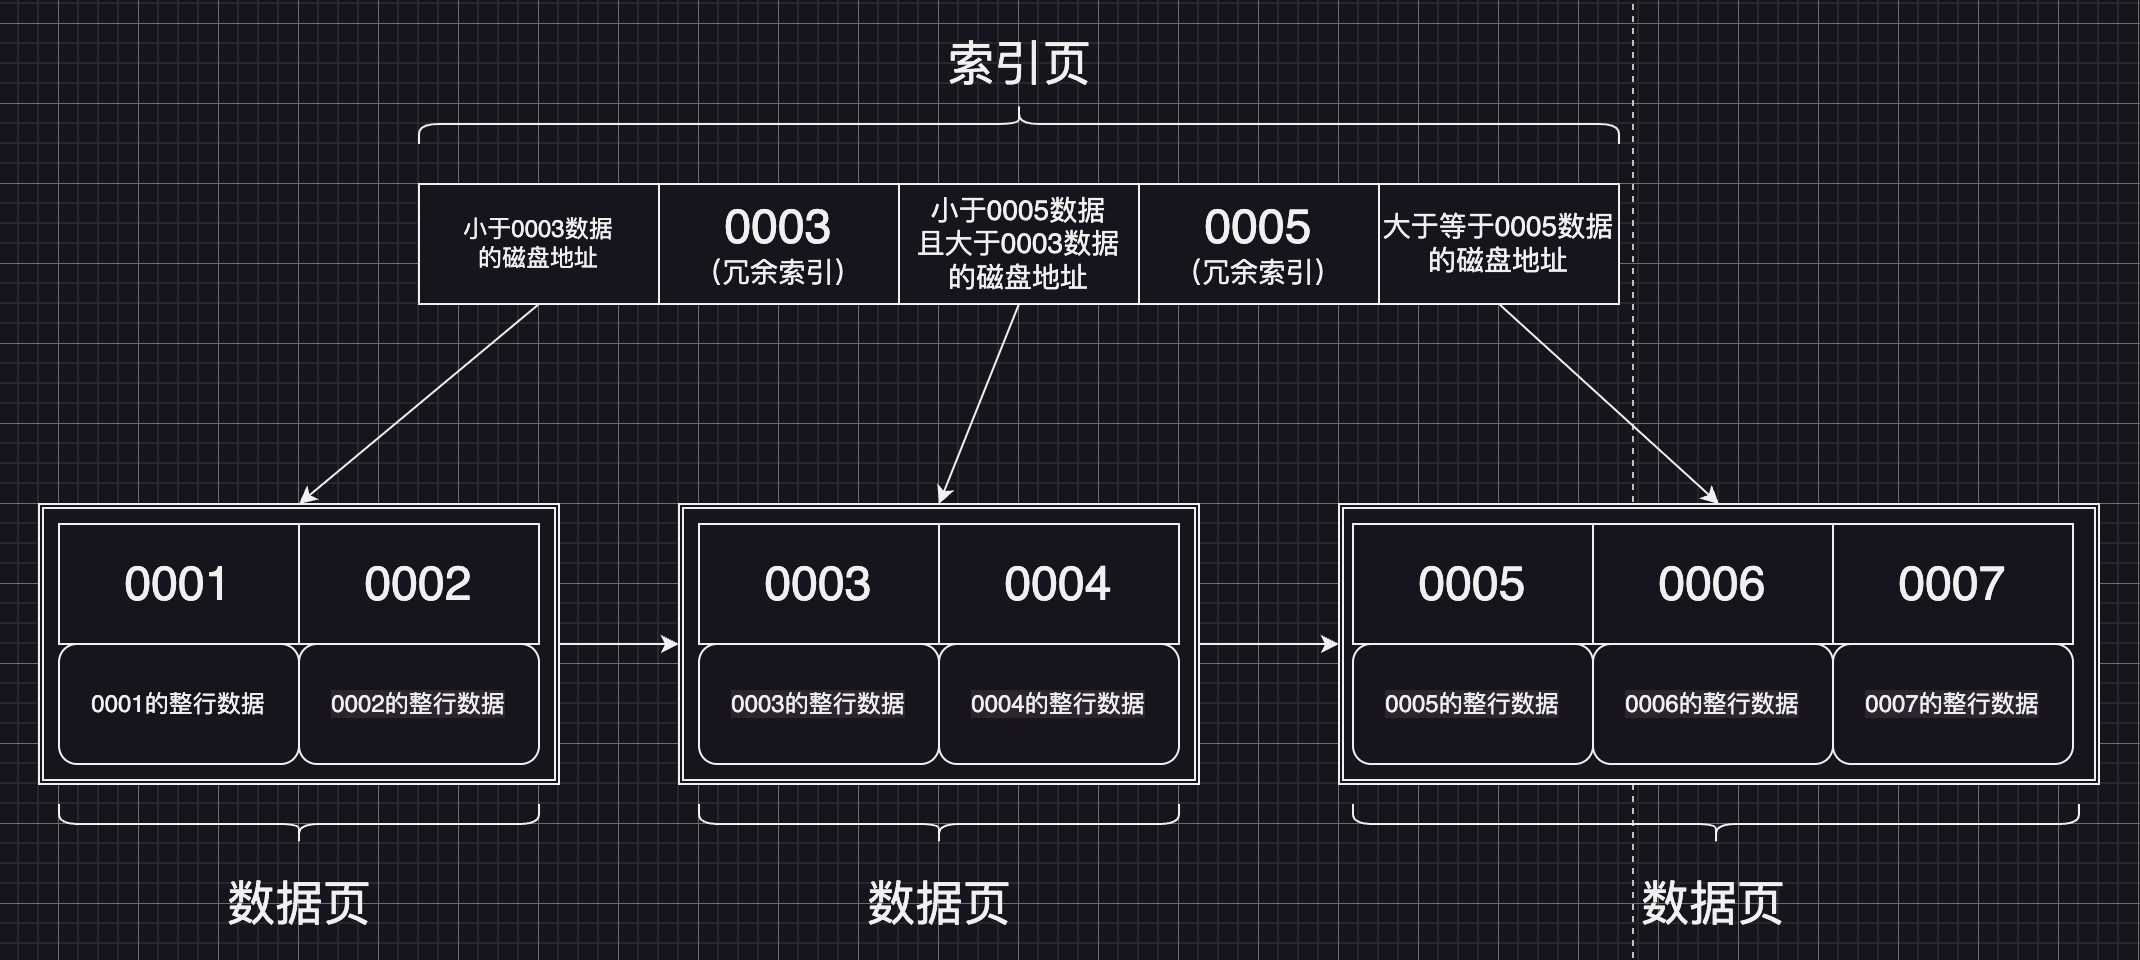 索引页
小于0003数据
的磁盘地址
0003
(冗余索引)
小于0005数据
且大于0003数据
的磁盘地址
0005
(冗余索引)
大于等于0005数据
的磁盘地址
0001
0002
0001的整行数据
0002的整行数据
数据页
0003
0004
0003的整行数据
0004的整行数据
数据页
0005
0006
0007
0005的整行数据
0006的整行数据
0007的整行数据
数据页